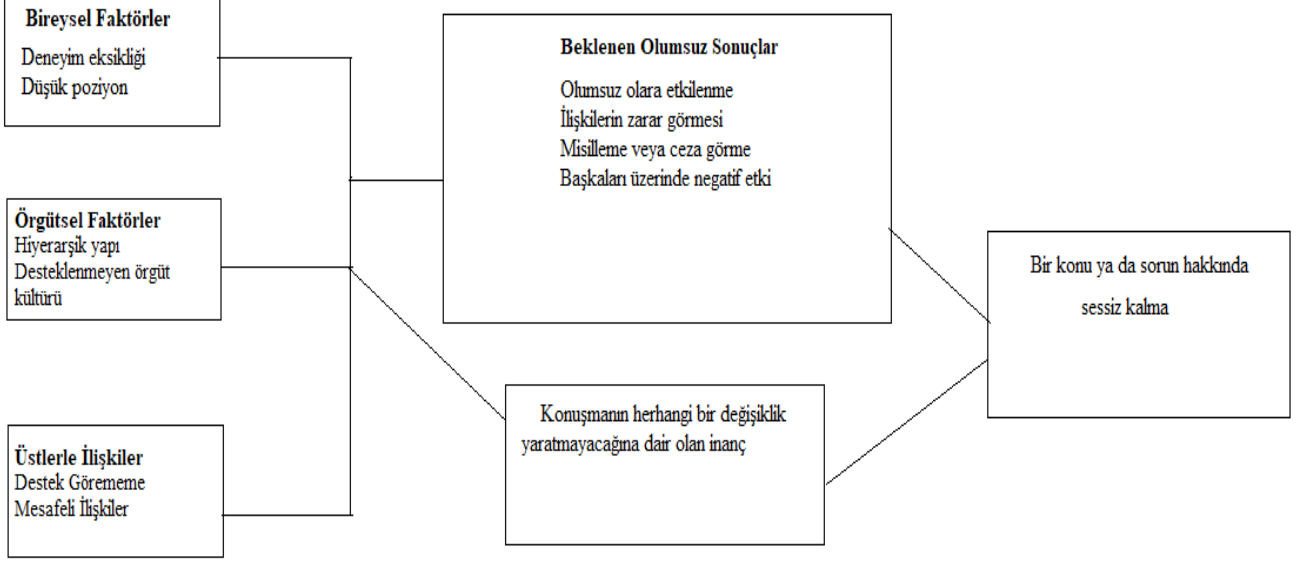 Bireysel Faktörler
Deneyim eksikliği
Düşük poziyon
Örgütsel Faktörler
Hiyerarşik yapı
Desteklenmeyen örgüt
kültürü
Üstlerle İlişkiler
Destek Görememe
Mesafeli İlişkiler
Beklenen Olumsuz Sonuçlar
Olumsuz olara etkilenme
İlişkilerin zarar görmesi
Misilleme veya ceza görme
Başkaları üzerinde negatif etki
Konuşmanın herhangi bir değişiklik
yaratmayacağına dair olan inanç
Bir konu ya da sorun hakkında
sessiz kalma